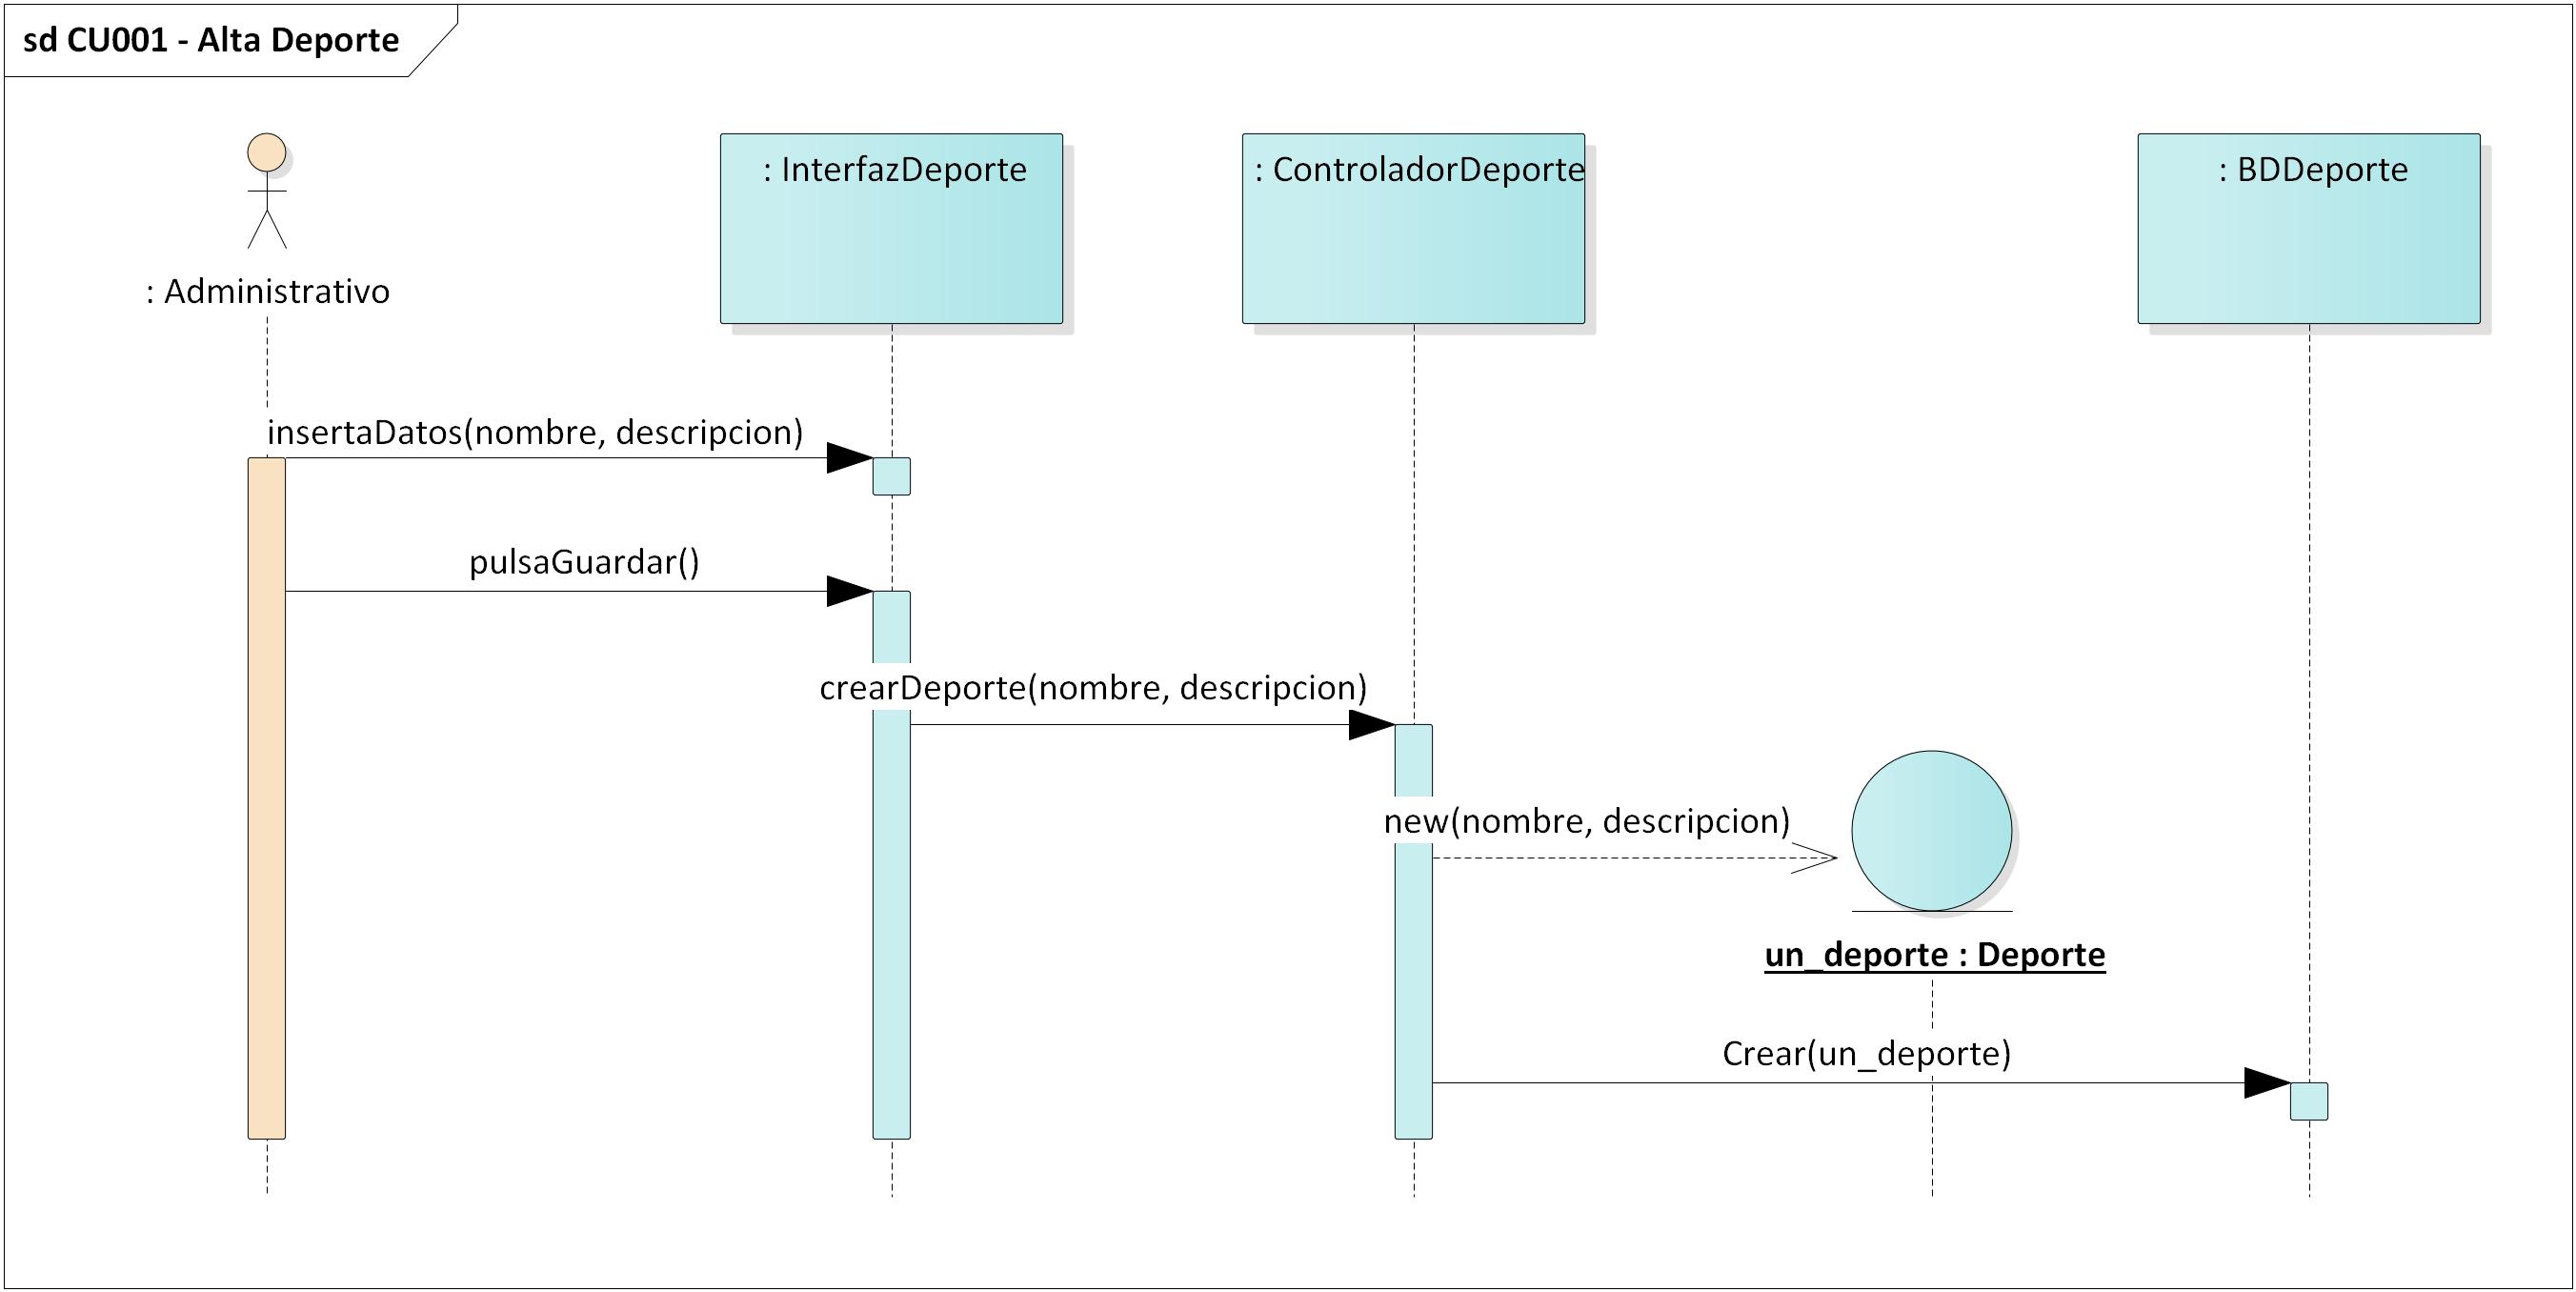 sd CU001 - Alta Deporte
: InterfazDeporte
: ControladorDeporte
: BDDeporte
: Administrativo
insertaDatos(nombre, descripcion)
pulsaGuardar()
crearDeporte(nombre, descripcion)
new(nombre, descripcion)
un_deporte : Deporte
Crear(un_deporte)